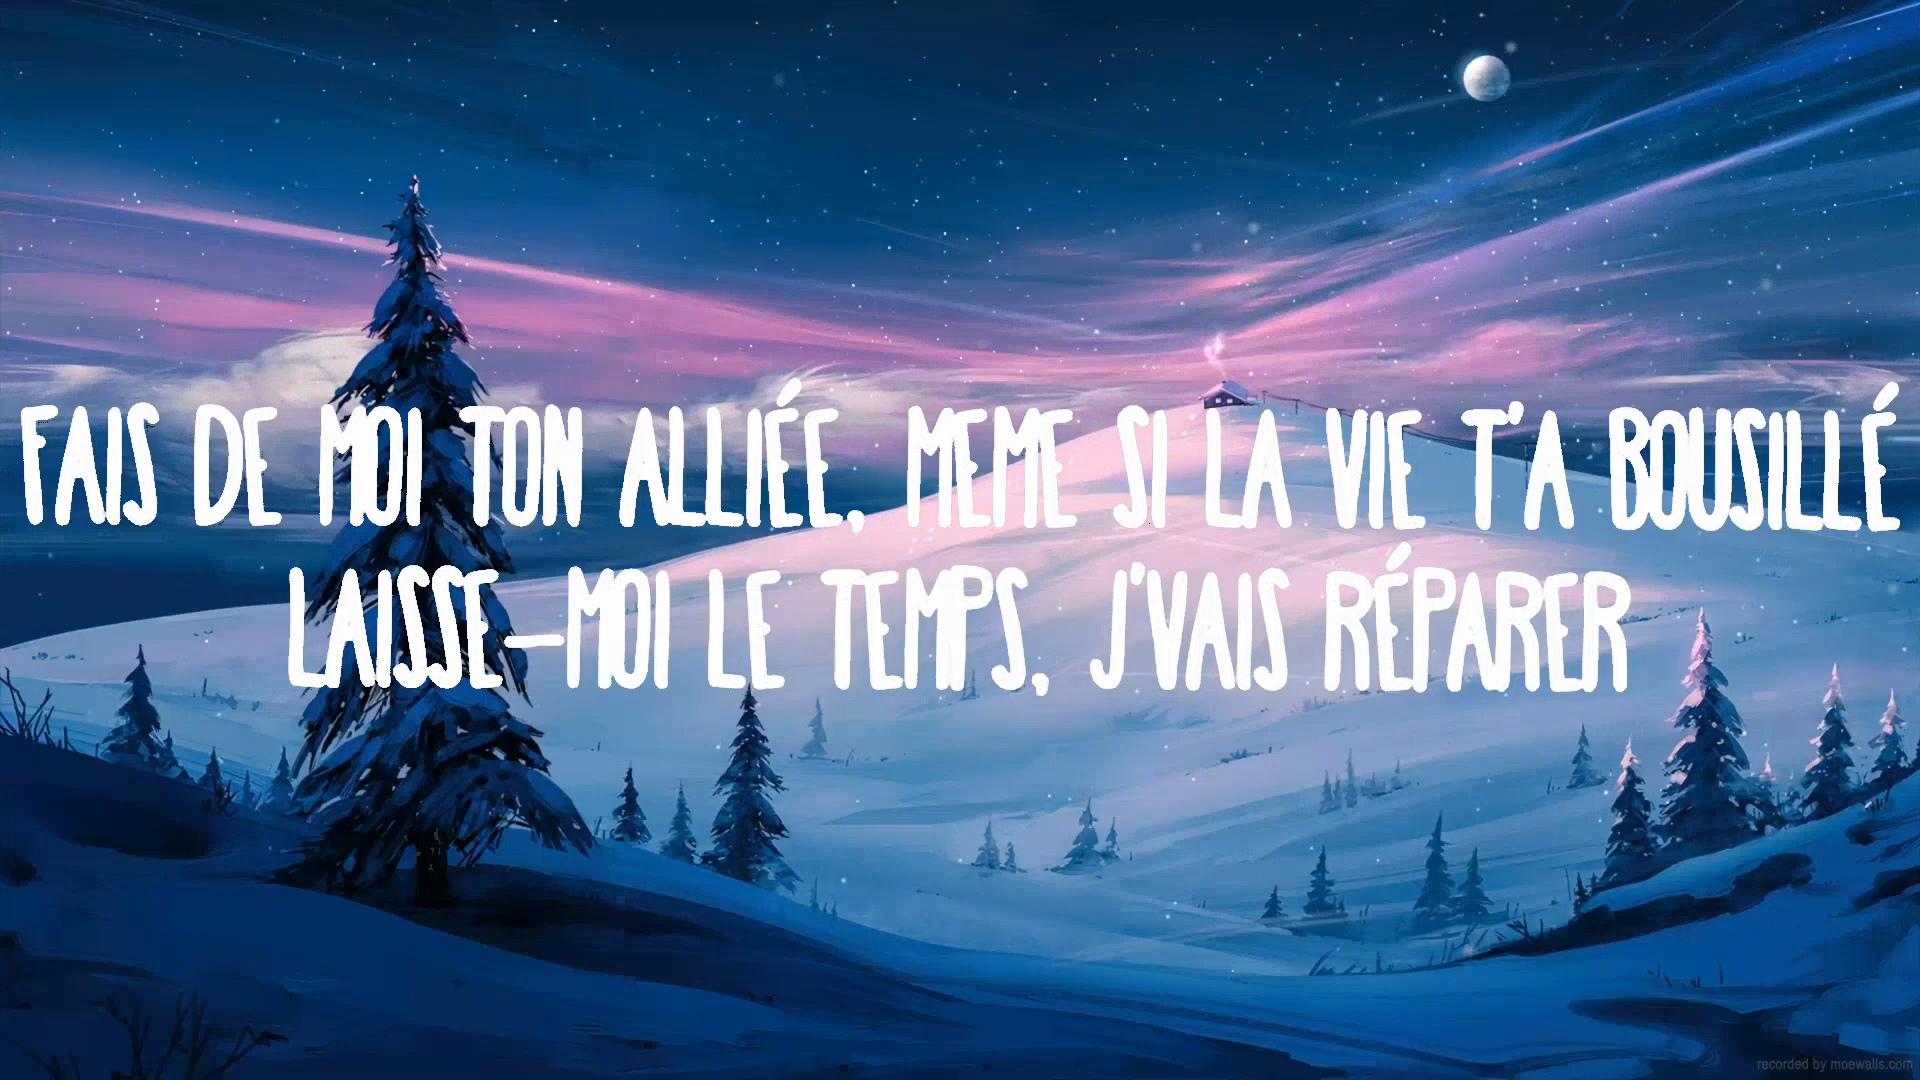 FAIS DE MOI TON ALLIÉE, MEME SI LA VIE T'A BOUSILLÉ
LAISSE-MOI LE TEMPS, J'VAIS RÉPARER
recorded by moewalls.com